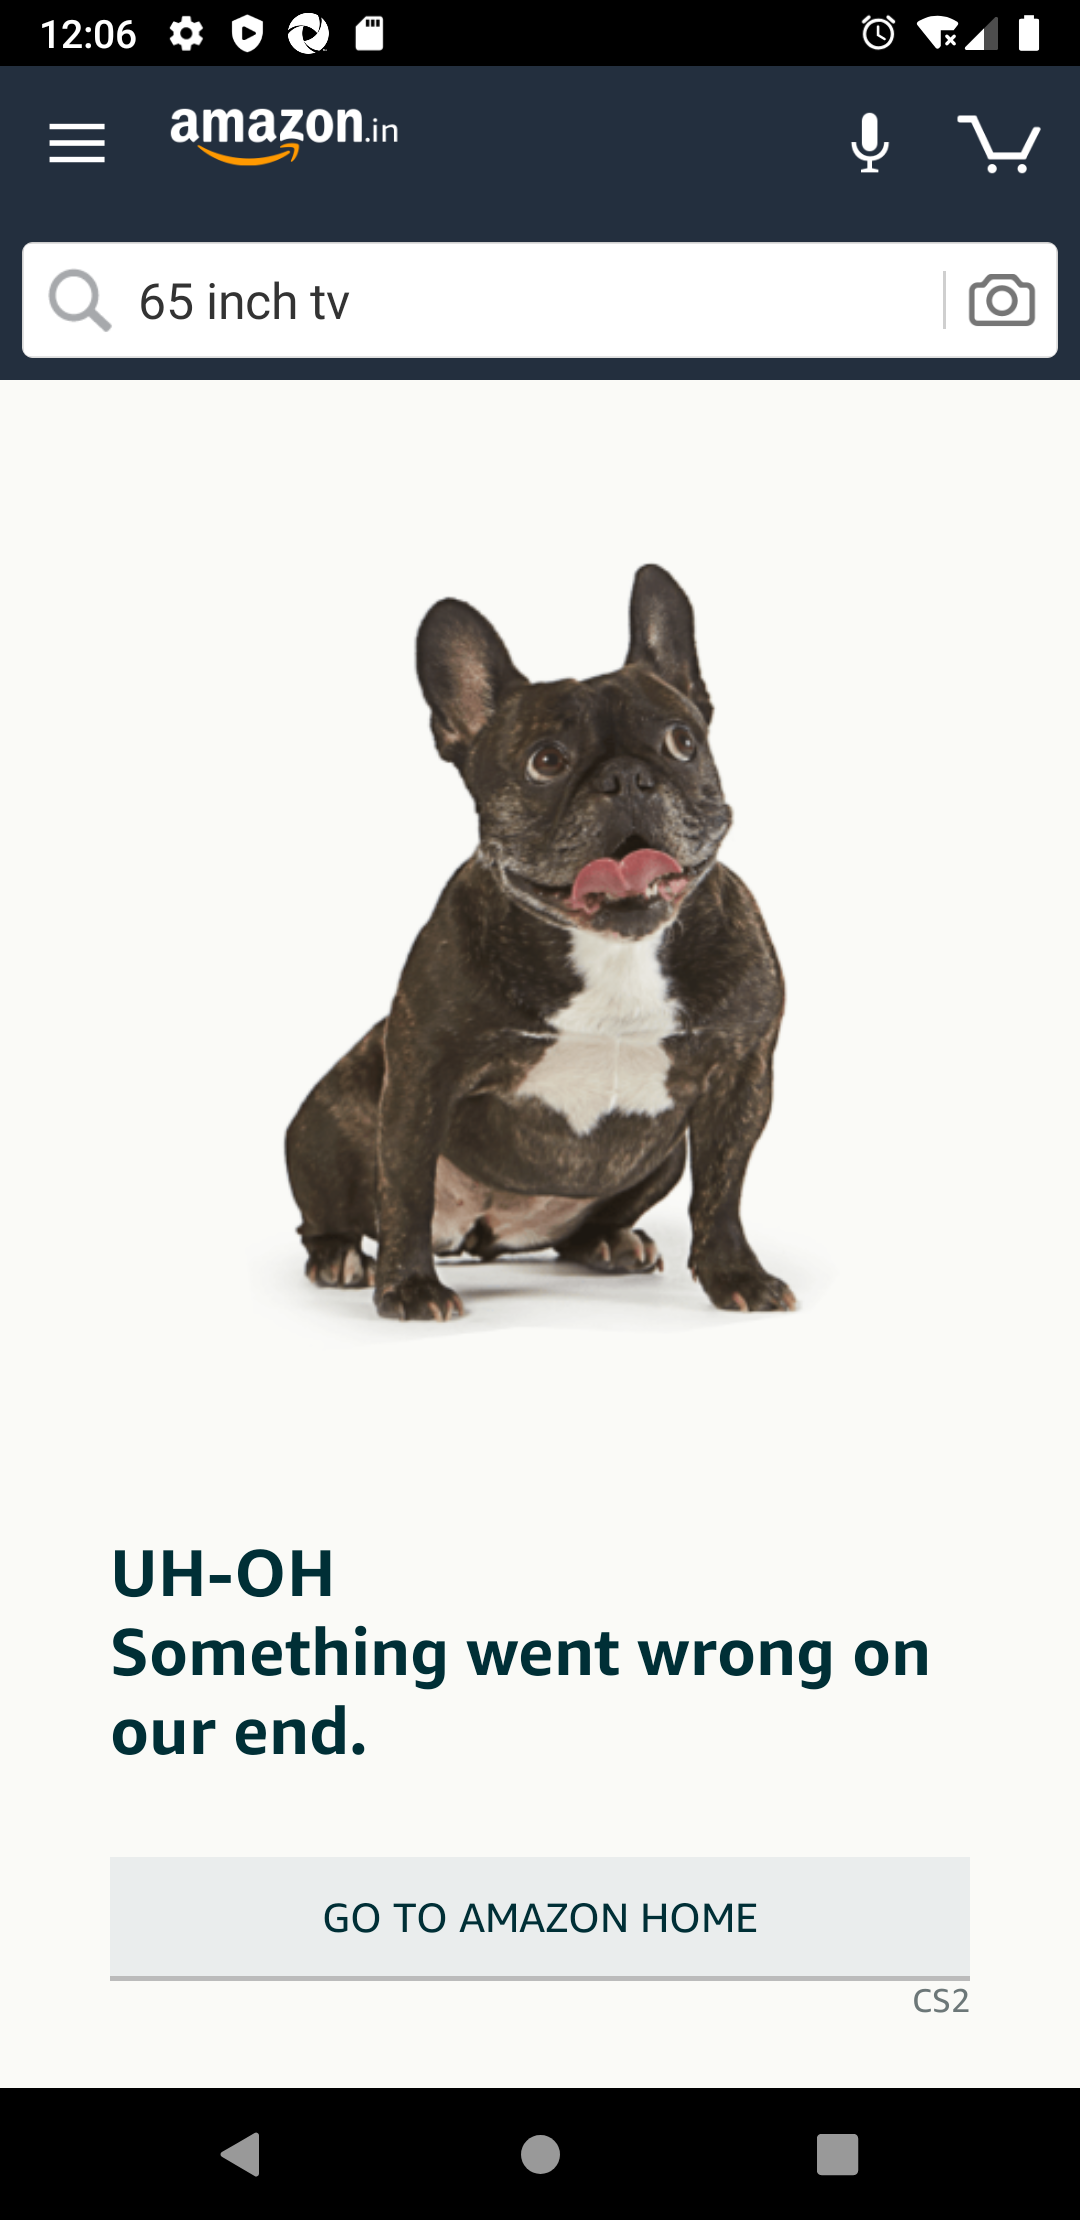 12:06
amazon.in
65 inch tv
UH-OH
Something went wrong on
our end.
GO TO AMAZON HOME
CS2